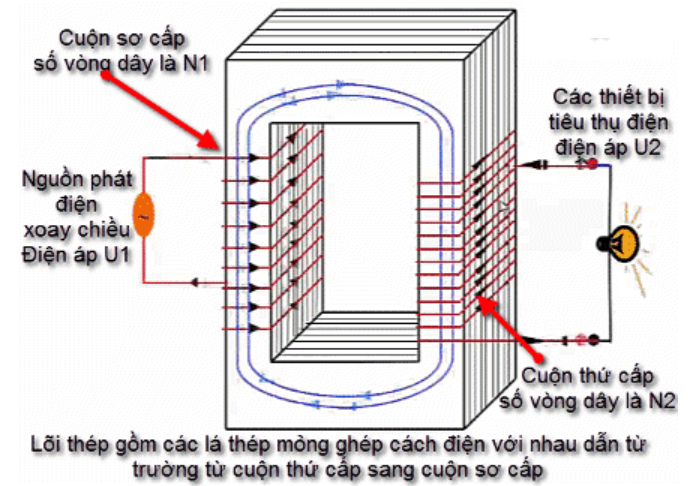 Cuộn sơ cấp
số vòng dây là N1
Các thiết bị
tiêu thụ điện
điện áp U2
Nguồn phát
điện
xoay chiều
Điện áp U1
~
Cuộn thứ cấp
số vòng dây là N2
Lõi thép gồm các lá thép mỏng ghép cách điện với nhau dẫn từ
trường từ cuộn thứ cấp sang cuộn sơ cấp